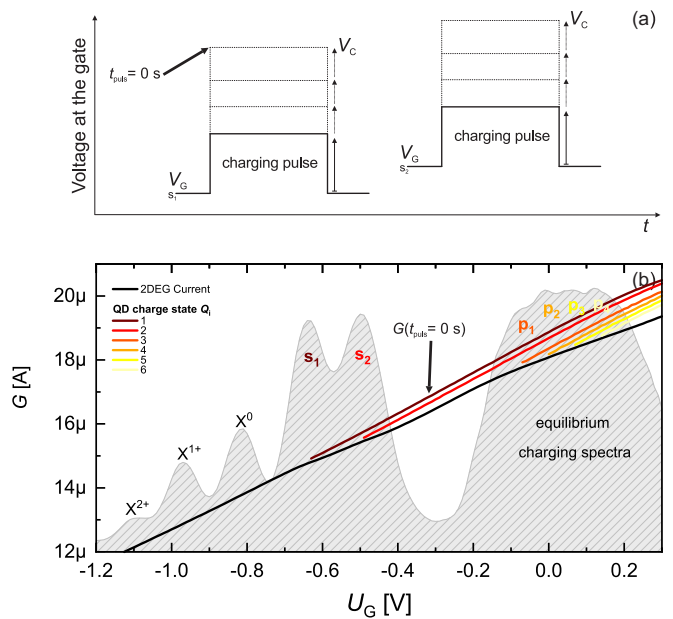 (a)
Voltage at the gate
t_puls = 0 s
V_C
V_C
charging pulse
charging pulse
V_G
s_1
V_G
s_2
t
(b)
2DEG Current
QD charge state Q_i
1
2
3
4
5
6
20µ
18µ
16µ
14µ
12µ
G [A]
X^2+
X^1+
X^0
s_1
s_2
G(t_puls = 0 s)
p_1
p_2
p_3
p_4
equilibrium
charging spectra
-1.2 -1.0 -0.8 -0.6 -0.4 -0.2 0.0 0.2
U_G [V]